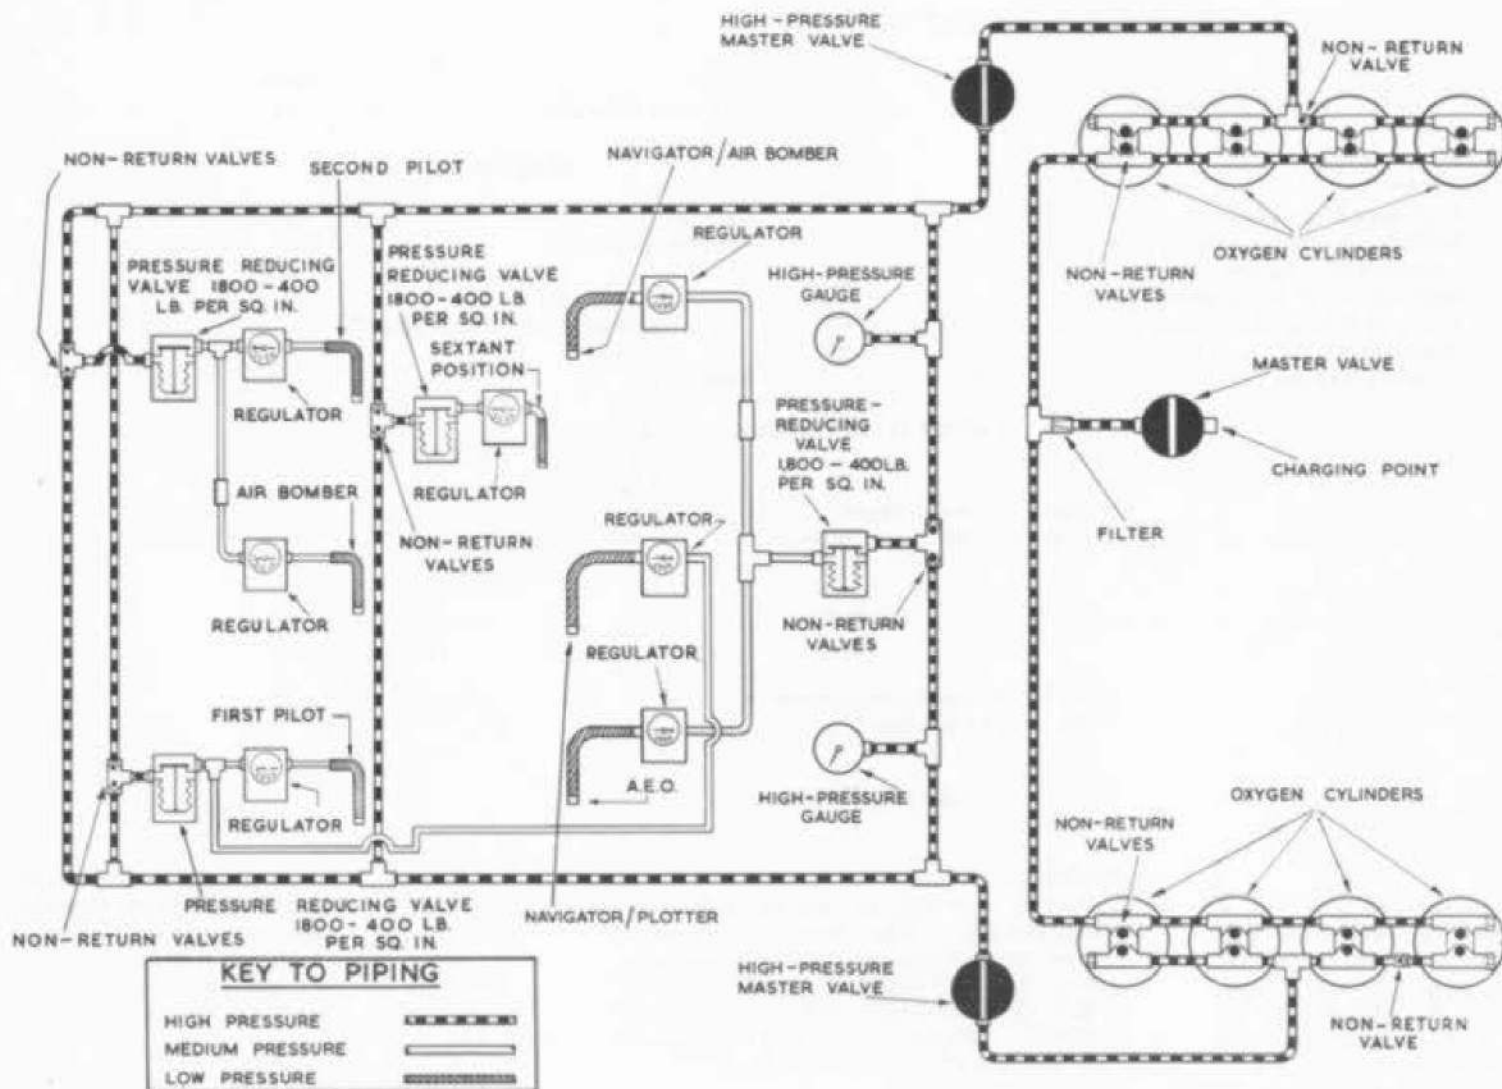 HIGH-PRESSURE
MASTER VALVE
NON-RETURN
VALVE
NON-RETURN VALVES
SECOND PILOT
NAVIGATOR/AIR BOMBER
REGULATOR
OXYGEN CYLINDERS
NON-RETURN
VALVES
PRESSURE REDUCING
VALVE 1800-400
LB. PER SQ. IN.
PRESSURE
REDUCING VALVE
1800-400 LB.
PER SQ. IN.
HIGH-PRESSURE
GAUGE
SEXTANT
POSITION
MASTER VALVE
REGULATOR
PRESSURE-
REDUCING
VALVE
1,800-400LB.
PER SQ. IN.
CHARGING POINT
AIR BOMBER
REGULATOR
REGULATOR
FILTER
NON-RETURN
VALVES
REGULATOR
NON-RETURN
VALVES
REGULATOR
FIRST PILOT
A.E.O.
HIGH-PRESSURE
GAUGE
OXYGEN CYLINDERS
REGULATOR
NON-RETURN
VALVES
PRESSURE REDUCING VALVE
1800-400 LB.
PER SQ. IN.
NAVIGATOR/PLOTTER
NON-RETURN VALVES
HIGH-PRESSURE
MASTER VALVE
NON-RETURN
VALVE
KEY TO PIPING
HIGH PRESSURE
MEDIUM PRESSURE
LOW PRESSURE